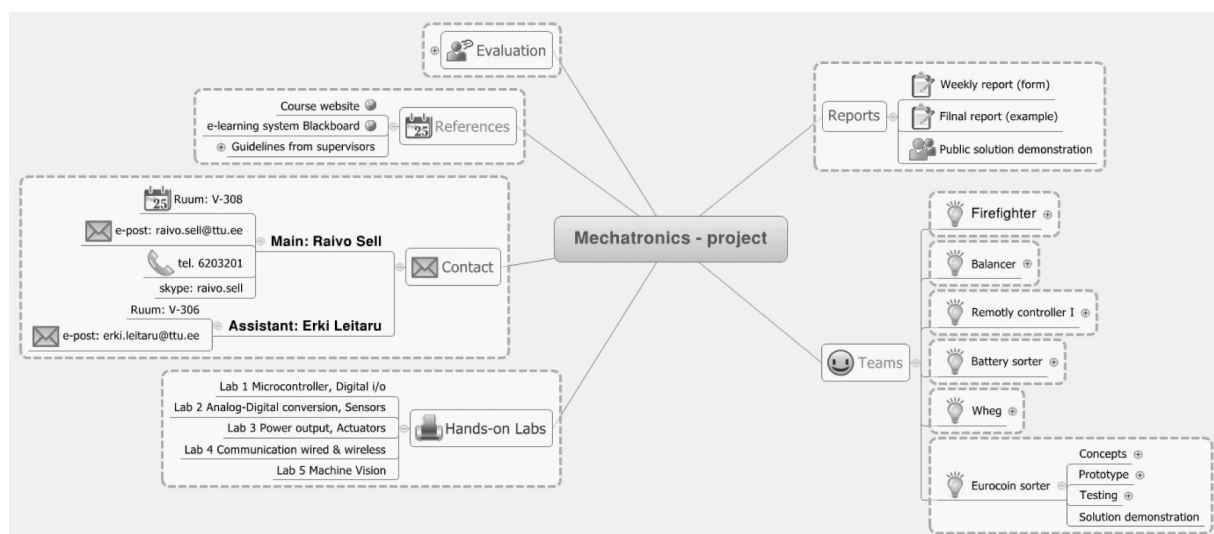 Evaluation
Course website
e-learning system Blackboard
Guidelines from supervisors
25
References
Ruum: V-308
25
e-post: raivo.sell@ttu.ee
tel. 6203201
skype: raivo.sell
Main: Raivo Sell
Ruum: V-306
e-post: erki.leitaru@ttu.ee
Assistant: Erki Leitaru
Contact
Lab 1 Microcontroller, Digital i/o
Lab 2 Analog-Digital conversion, Sensors
Lab 3 Power output, Actuators
Lab 4 Communication wired & wireless
Lab 5 Machine Vision
Hands-on Labs
Mechatronics - project
Reports
Weekly report (form)
Filnal report (example)
Public solution demonstration
Teams
Firefighter
Balancer
Remotly controller I
Battery sorter
Wheg
Eurocoin sorter
Concepts
Prototype
Testing
Solution demonstration